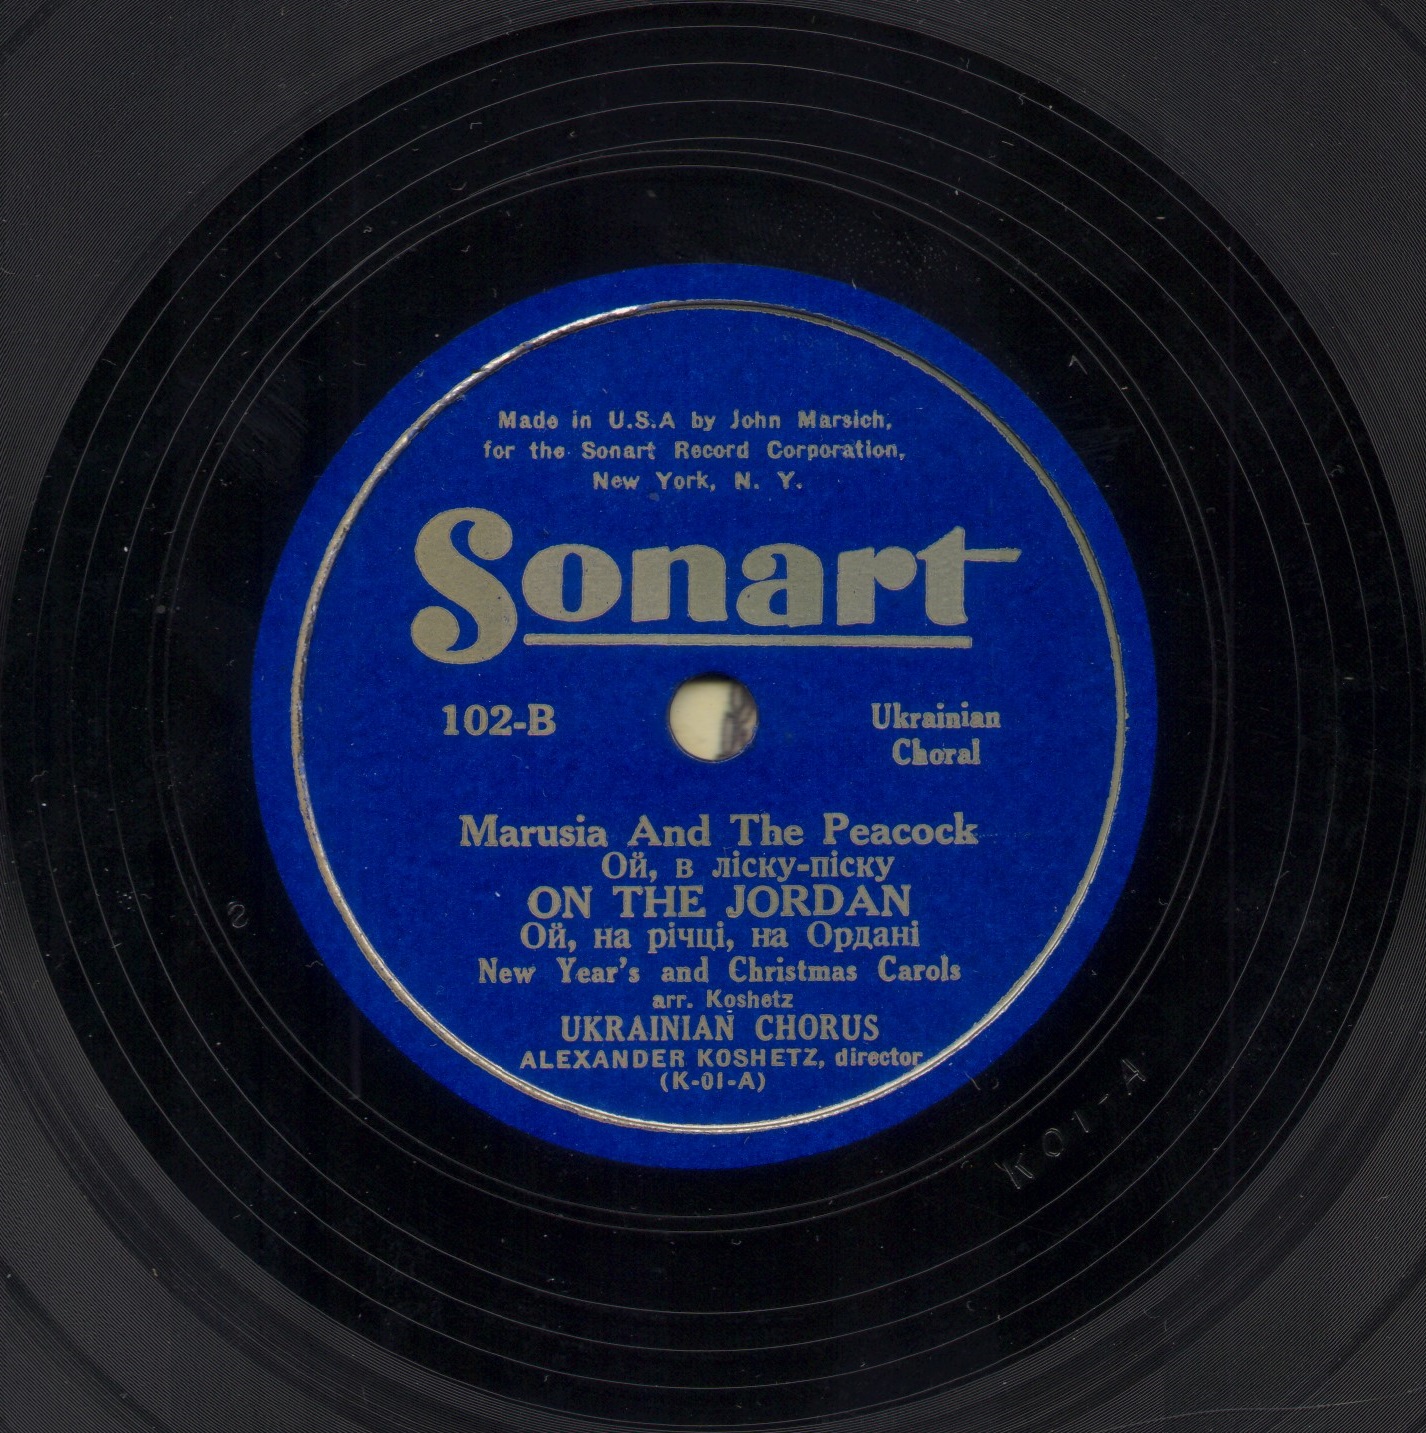 Made in U.S.A by John Marsich,
for the Sonart Record Corporation,
New York, N. Y.
Sonart
102-B
Ukrainian
Choral
Marusia And The Peacock
Ой, в ліску-піску
ON THE JORDAN
Ой, на річці, на Ордані
New Year's and Christmas Carols
arr. Koshetz
UKRAINIAN CHORUS
ALEXANDER KOSHETZ, director
(K-01-A)
K01-A